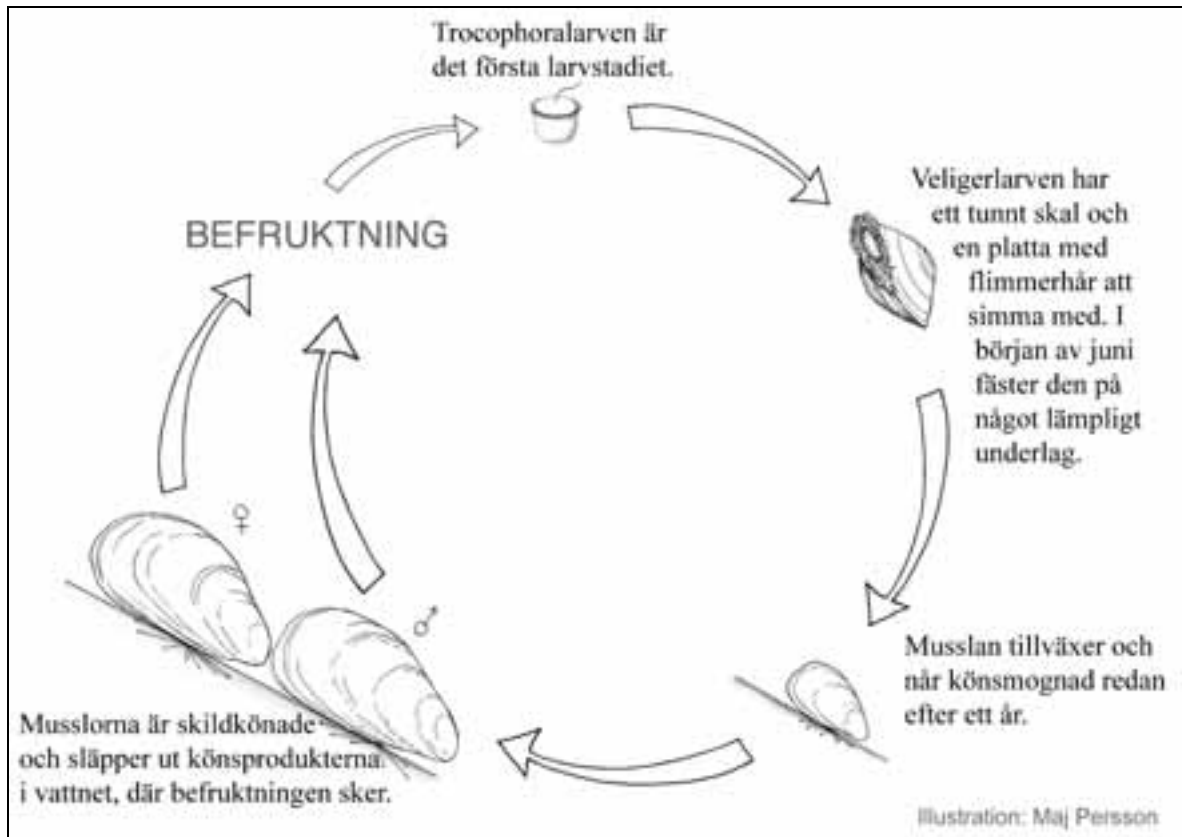 Trocophoralarven är
det första larvstadiet.
Veligerlarven har
ett tunnt skal och
en platta med
flimmerhår att
simma med. I
början av juni
fäster den på
något lämpligt
underlag.
BEFRUKTNING
♀
♂
Musslan tillväxer och
når könsmognad redan
efter ett år.
Musslorna är skildkönade
och släpper ut könsprodukterna
i vattnet, där befruktningen sker.
Illustration: Maj Persson